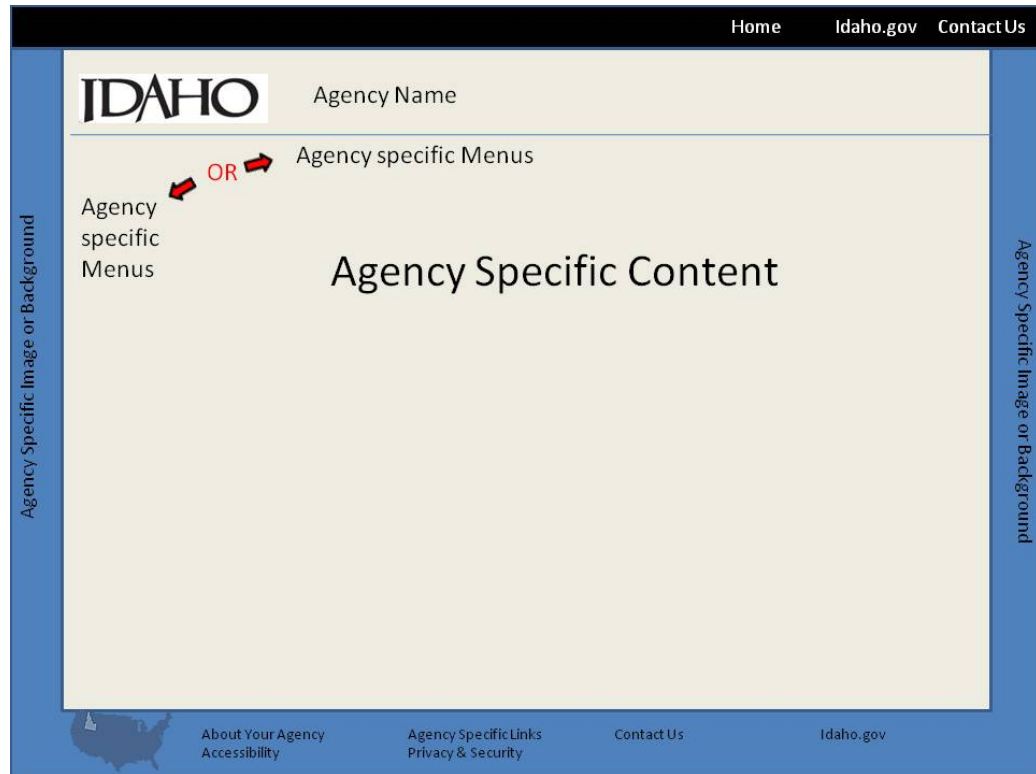 Home Idaho.gov Contact Us
IDAHO Agency Name
Agency specific Menus
OR
Agency
specific
Menus
Agency Specific Content
Agency Specific Image or Background
Agency Specific Image or Background
About Your Agency Agency Specific Links Contact Us Idaho.gov
Accessibility Privacy & Security